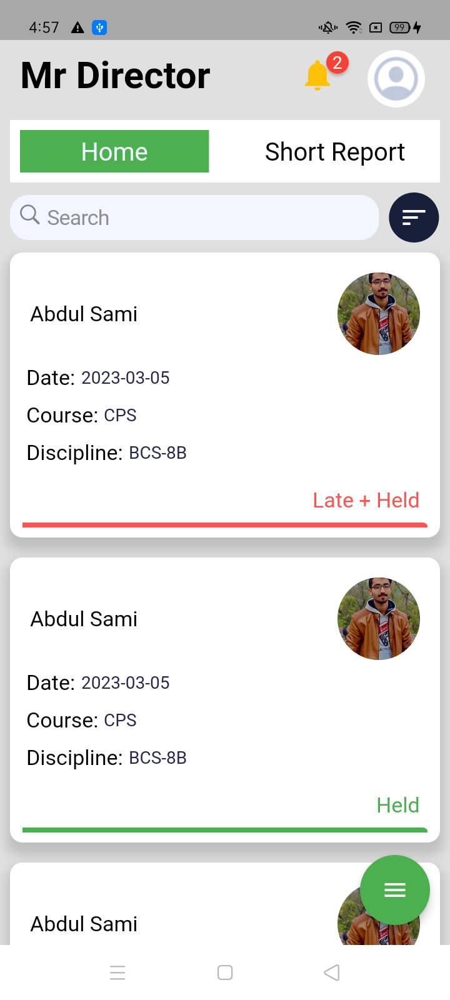 4:57
99
Mr Director
2
Home
Short Report
Search
Abdul Sami
Date: 2023-03-05
Course: CPS
Discipline: BCS-8B
Late + Held
Abdul Sami
Date: 2023-03-05
Course: CPS
Discipline: BCS-8B
Held
Abdul Sami